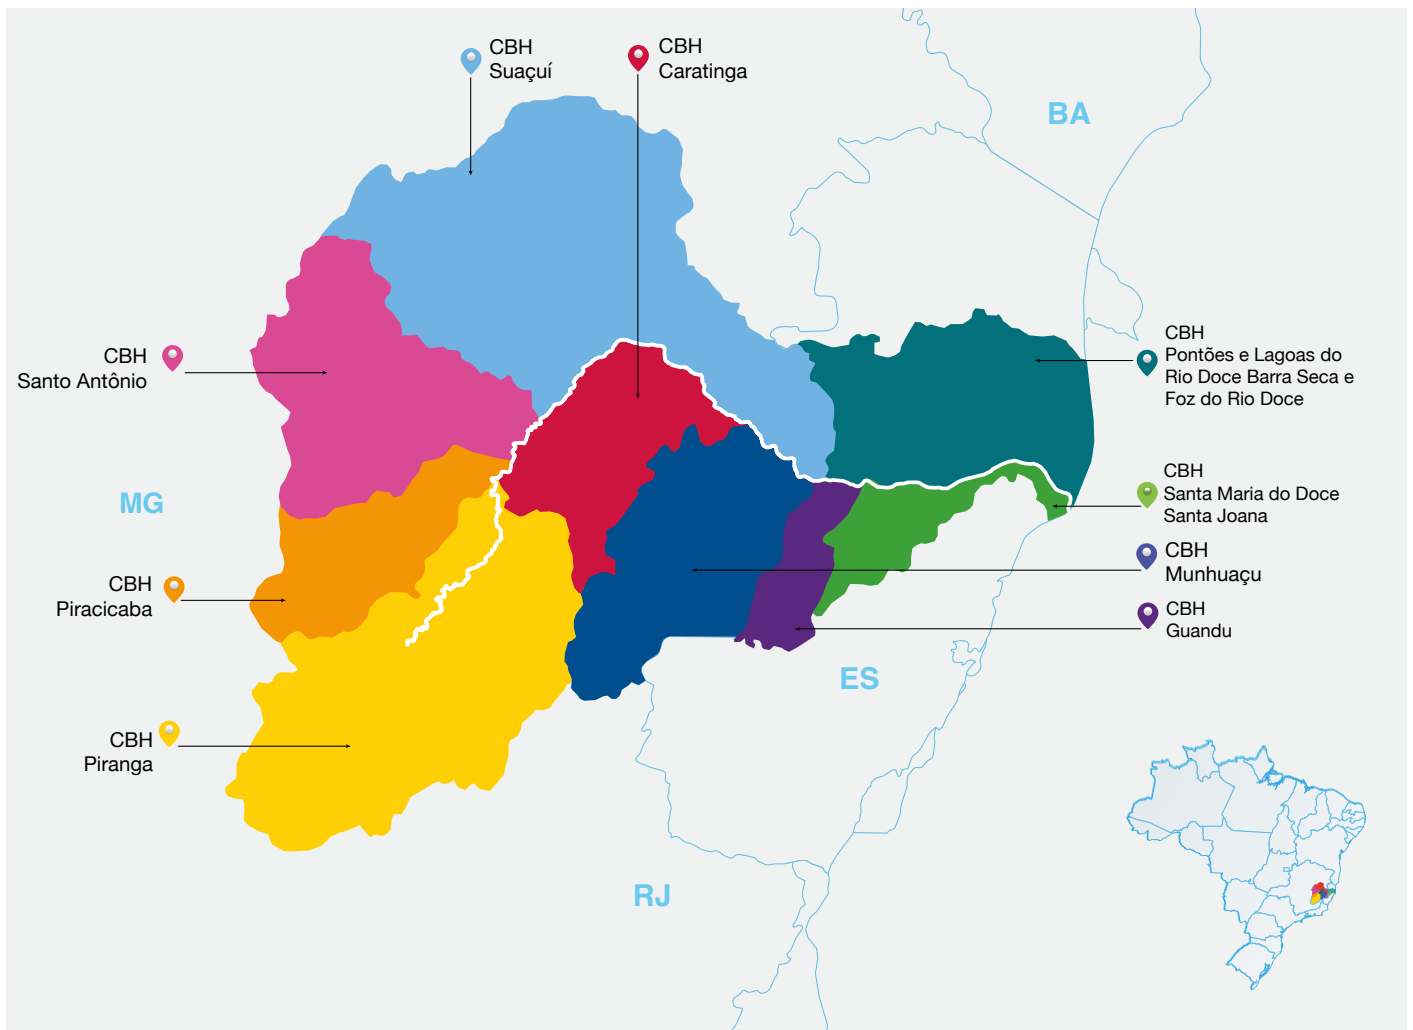 CBH
Suaçuí
CBH
Caratinga
BA
CBH
Santo Antônio
CBH
Pontões e Lagoas do
Rio Doce Barra Seca e
Foz do Rio Doce
MG
CBH
Santa Maria do Doce
Santa Joana
CBH
Munhuaçu
CBH
Piracicaba
CBH
Guandu
ES
CBH
Piranga
RJ